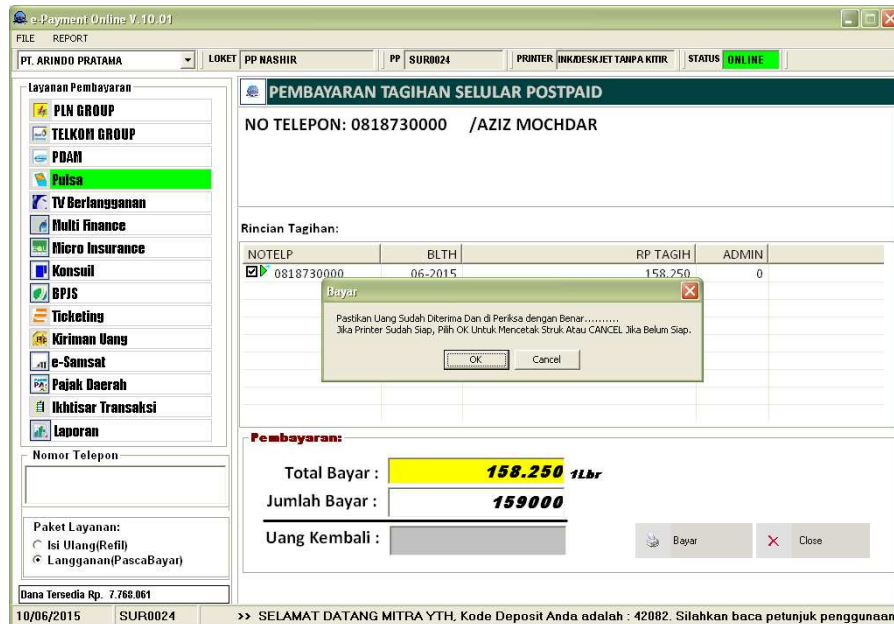 e-Payment Online V.10.01
FILE REPORT
PT. ARINDO PRATAMA LOKET PP NASHIR PP SUR0024 PRINTER INK/DESKJET TANPA KITIR STATUS ONLINE
Layanan Pembayaran
PLN GROUP
TELKOM GROUP
PDAM
Pulsa
TV Berlangganan
Multi Finance
Micro Insurance
Konsuil
BPJS
Ticketing
Kiriman Uang
e-Samsat
Pajak Daerah
Ikhtisar Transaksi
Laporan
Nomor Telepon
Paket Layanan:
Isi Ulang(Refil)
Langganan(PascaBayar)
Dana Tersedia Rp. 7.768.061
PEMBAYARAN TAGIHAN SELULAR POSTPAID
NO TELEPON: 0818730000 /AZIZ MOCHDAR
Rincian Tagihan:
NOTELP BLTH RP TAGIH ADMIN
0818730000 06-2015 158.250 0
Bayar
Pastikan Uang Sudah Diterima Dan di Periksa dengan Benar..........
Jika Printer Sudah Siap, Pilih OK Untuk Mencetak Struk Atau CANCEL Jika Belum Siap.
OK Cancel
Pembayaran:
Total Bayar : 158.250 1Lbr
Jumlah Bayar : 159000
Uang Kembali :
Bayar Close
10/06/2015 SUR0024 >> SELAMAT DATANG MITRA YTH, Kode Deposit Anda adalah : 42082. Silahkan baca petunjuk penggunaan